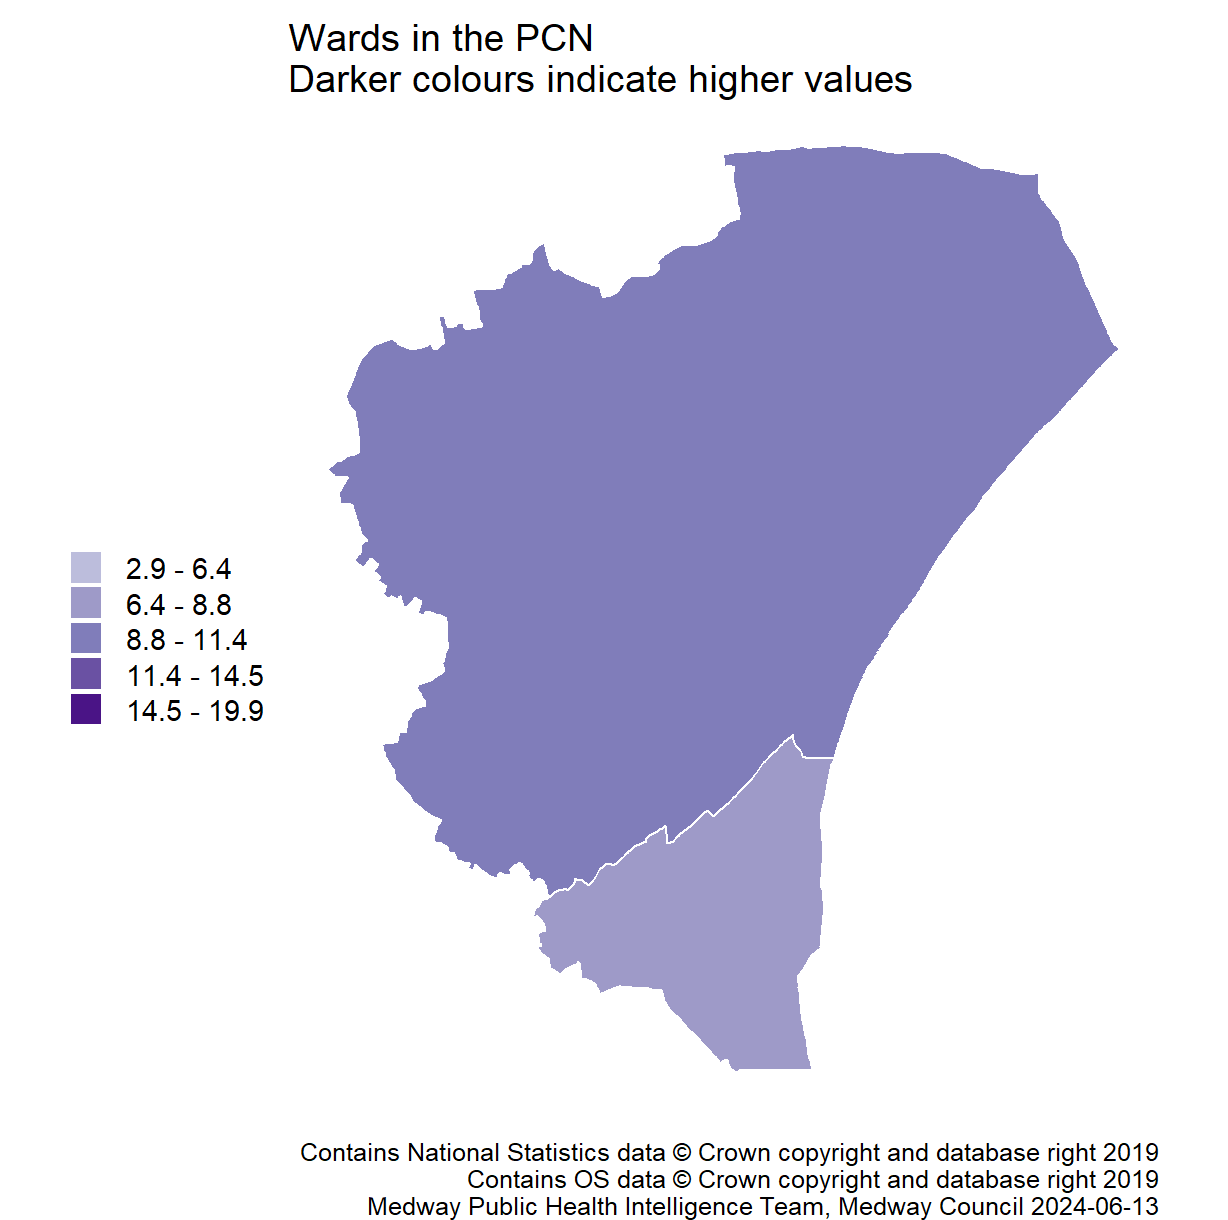 Wards in the PCN
Darker colours indicate higher values
2.9 - 6.4
6.4 - 8.8
8.8 - 11.4
11.4 - 14.5
14.5 - 19.9
Contains National Statistics data © Crown copyright and database right 2019
Contains OS data © Crown copyright and database right 2019
Medway Public Health Intelligence Team, Medway Council 2024-06-13